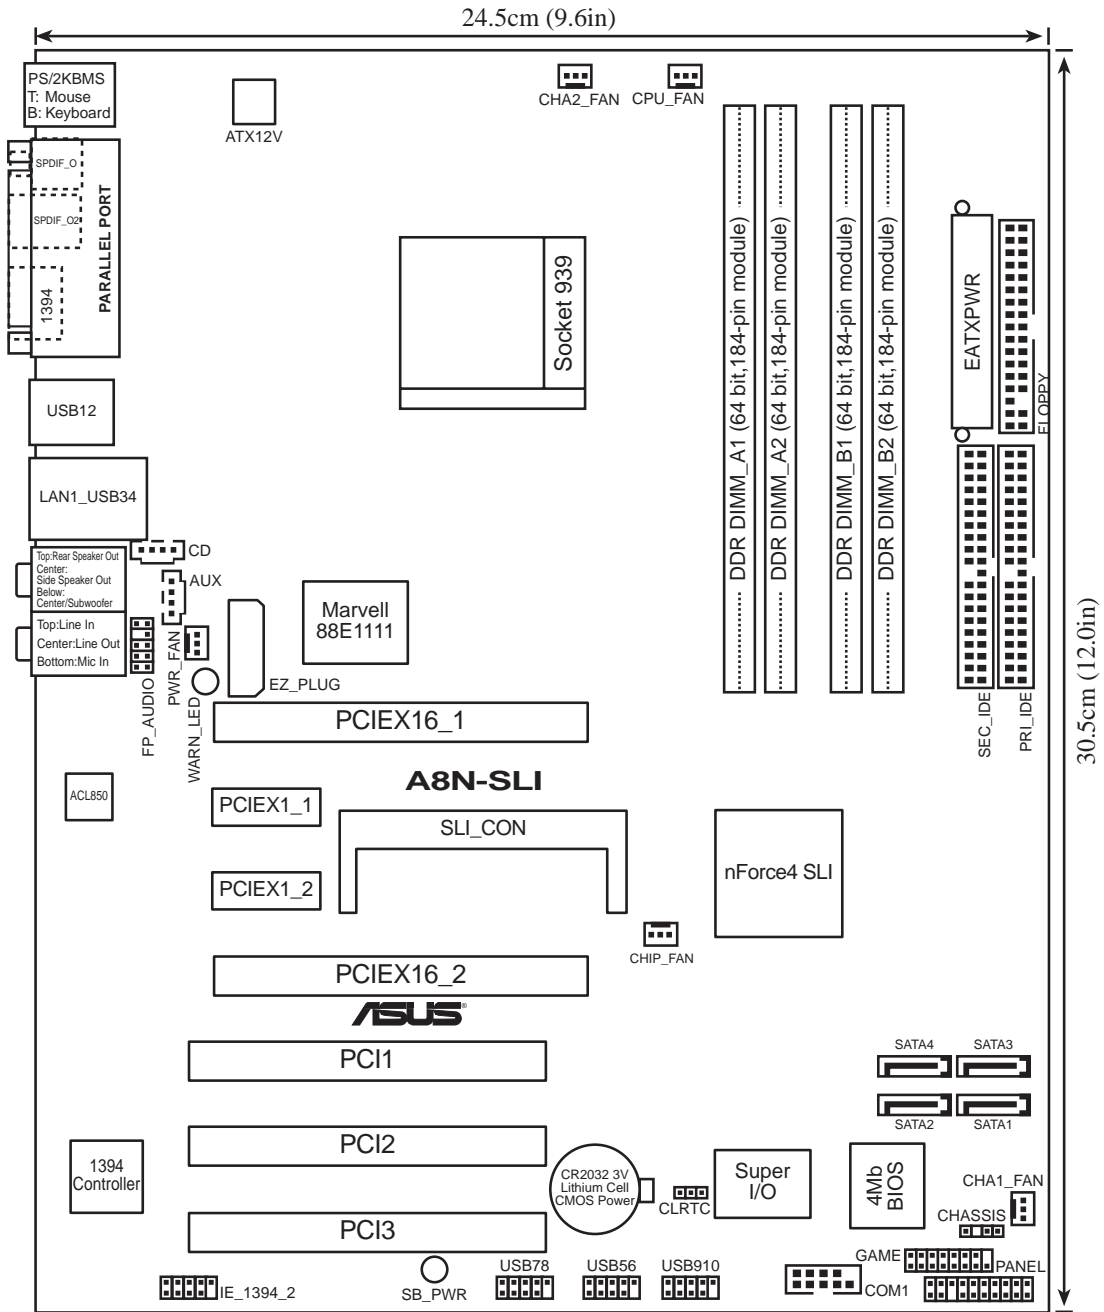 24.5cm (9.6in)
PS/2KBMS
T: Mouse
B: Keyboard
ATX12V
CHA2_FAN
CPU_FAN
SPDIF_O
SPDIF_O2
1394
PARALLEL PORT
Socket 939
DDR DIMM_A1 (64 bit,184-pin module)
DDR DIMM_A2 (64 bit,184-pin module)
DDR DIMM_B1 (64 bit,184-pin module)
DDR DIMM_B2 (64 bit,184-pin module)
EATXPWR
FLOPPY
USB12
LAN1_USB34
CD
Top:Rear Speaker Out
Center:
Side Speaker Out
Below:
Center/Subwoofer
AUX
Top:Line In
Center:Line Out
Bottom:Mic In
FP_AUDIO
PWR_FAN
WARN_LED
EZ_PLUG
Marvell
88E1111
SEC_IDE
PRI_IDE
30.5cm (12.0in)
PCIEX16_1
A8N-SLI
ACL850
PCIEX1_1
SLI_CON
PCIEX1_2
nForce4 SLI
CHIP_FAN
PCIEX16_2
ASUS®
PCI1
SATA4
SATA3
SATA2
SATA1
PCI2
1394
Controller
CR2032 3V
Lithium Cell
CMOS Power
CLRTC
Super
I/O
4Mb
BIOS
CHA1_FAN
CHASSIS
PCI3
GAME
PANEL
IE_1394_2
SB_PWR
USB78
USB56
USB910
COM1